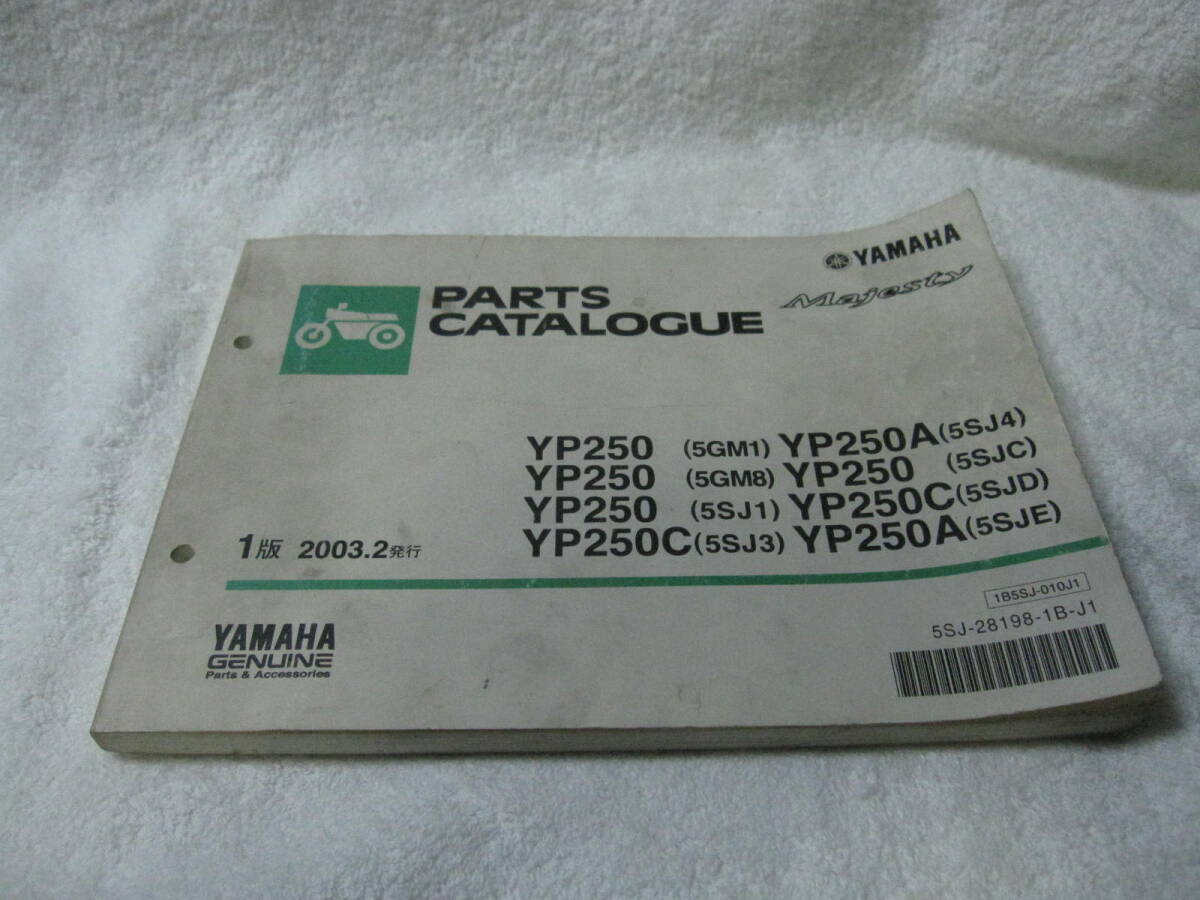 YAMAHA
Majesty
PARTS
CATALOGUE
YP250 (5GM1) YP250A (5SJ4)
YP250 (5GM8) YP250 (5SJC)
YP250 (5SJ1) YP250C (5SJD)
YP250C (5SJ3) YP250A (5SJE)
1版 2003.2発行
1B5SJ-010J1
5SJ-28198-1B-J1
YAMAHA
GENUINE
Parts & Accessories